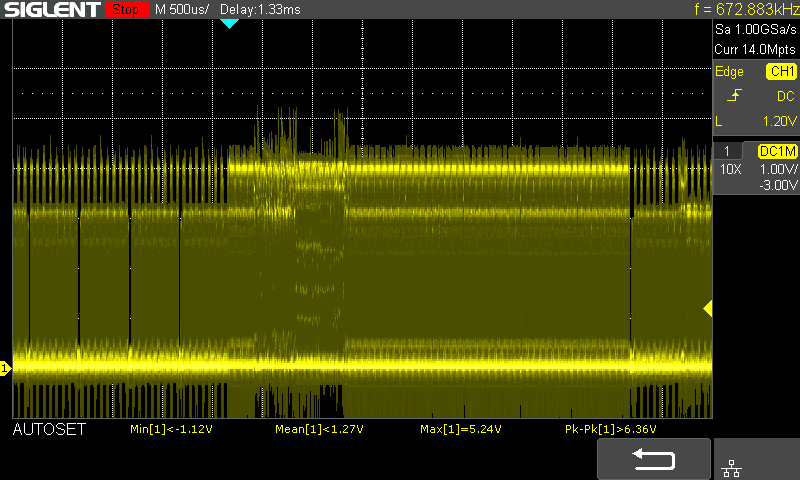 SIGLENT Stop M 500us/ Delay:1.33ms f = 672.883kHz
Sa 1.00GSa/s
Curr 14.0Mpts
Edge CH1
DC
L 1.20V
1 DC1M
10X 1.00V/
-3.00V
1
AUTOSET Min[1]<-1.12V Mean[1]<1.27V Max[1]=5.24V Pk-Pk[1]>6.36V